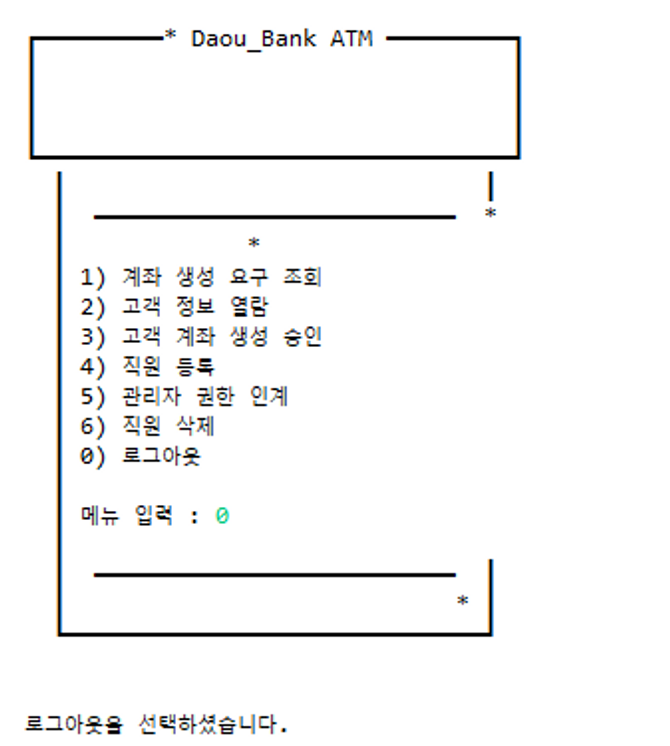 * Daou_Bank ATM
*
*
1) 계좌 생성 요구 조회
2) 고객 정보 열람
3) 고객 계좌 생성 승인
4) 직원 등록
5) 관리자 권한 인계
6) 직원 삭제
0) 로그아웃
메뉴 입력 : 0
*
로그아웃을 선택하셨습니다.